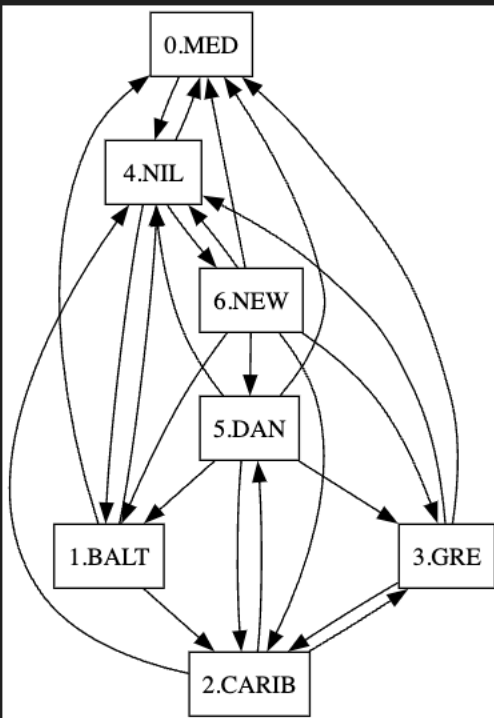 0.MED
4.NIL
6.NEW
5.DAN
1.BALT
3.GRE
2.CARIB